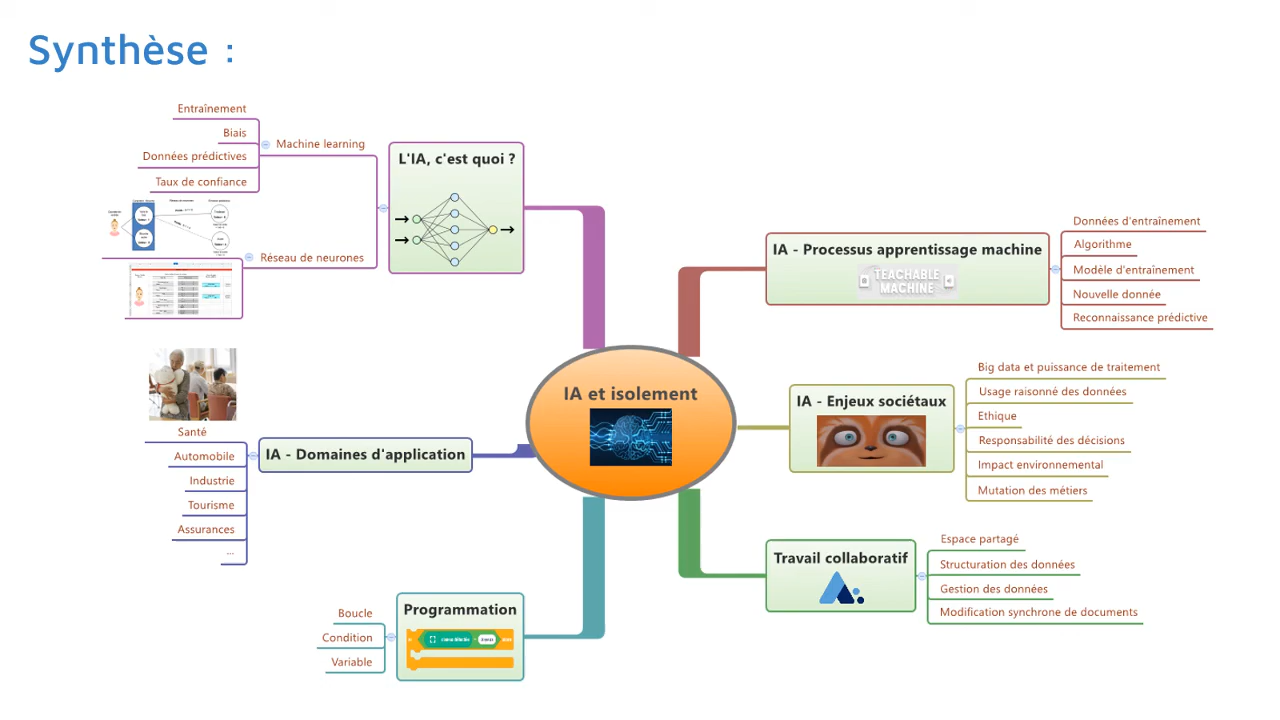 Synthèse :
IA et isolement
L'IA, c'est quoi ?
Machine learning
Entraînement
Biais
Données prédictives
Taux de confiance
Réseau de neurones
IA - Domaines d'application
Santé
Automobile
Industrie
Tourisme
Assurances
...
Programmation
Boucle
Condition
Variable
IA - Processus apprentissage machine
TEACHABLE
MACHINE
Données d'entraînement
Algorithme
Modèle d'entraînement
Nouvelle donnée
Reconnaissance prédictive
IA - Enjeux sociétaux
Big data et puissance de traitement
Usage raisonné des données
Ethique
Responsabilité des décisions
Impact environnemental
Mutation des métiers
Travail collaboratif
Espace partagé
Structuration des données
Gestion des données
Modification synchrone de documents